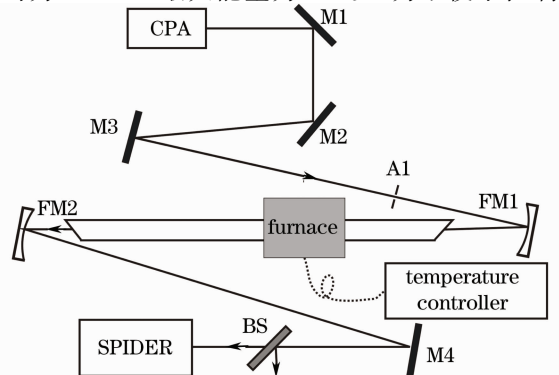 CPA
M1
M2
M3
A1
FM1
FM2
furnace
temperature
controller
BS
SPIDER
M4